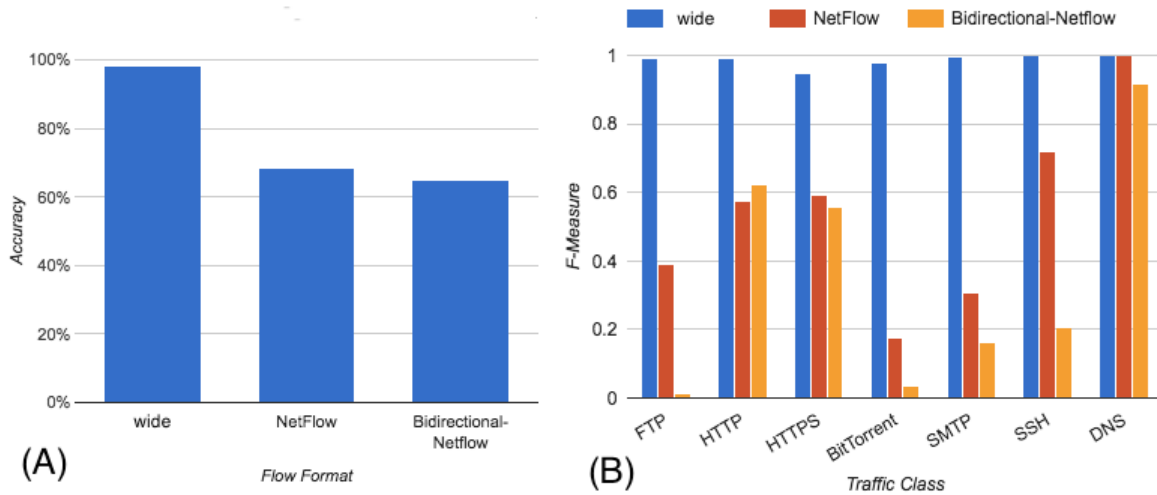 100%
80%
60%
40%
20%
0%
Accuracy
wide
NetFlow
Bidirectional-
Netflow
Flow Format
(A)
wide
NetFlow
Bidirectional-Netflow
1
0.8
0.6
0.4
0.2
0
F-Measure
FTP
HTTP
HTTPS
BitTorrent
SMTP
SSH
DNS
Traffic Class
(B)